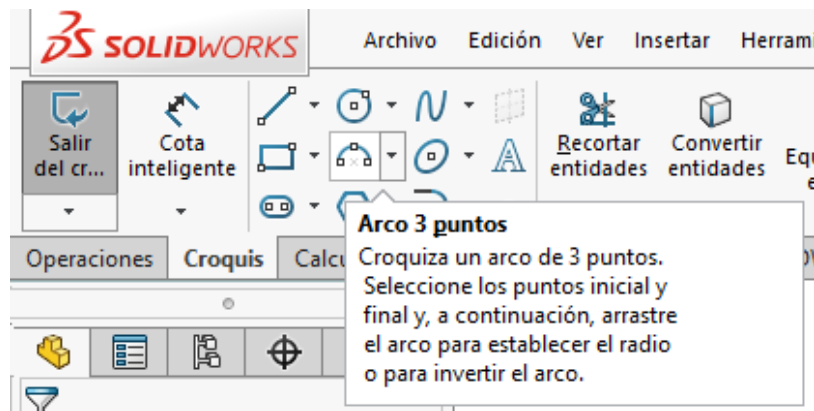 SOLIDWORKS
Archivo Edición Ver Insertar
Salir del cr...
Cota inteligente
Recortar entidades
Convertir entidades
Operaciones Croquis
Arco 3 puntos
Croquiza un arco de 3 puntos.
Seleccione los puntos inicial y
final y, a continuación, arrastre
el arco para establecer el radio
o para invertir el arco.